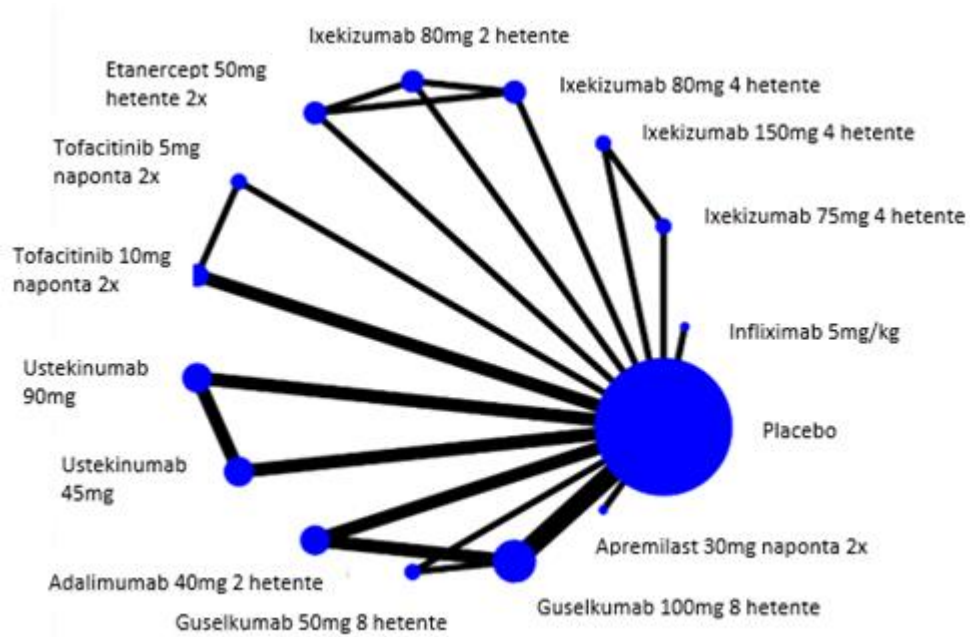 Ixekizumab 80mg 2 hetente
Etanercept 50mg
hetente 2x
Ixekizumab 80mg 4 hetente
Ixekizumab 150mg 4 hetente
Tofacitinib 5mg
naponta 2x
Ixekizumab 75mg 4 hetente
Tofacitinib 10mg
naponta 2x
Infliximab 5mg/kg
Ustekinumab
90mg
Placebo
Ustekinumab
45mg
Apremilast 30mg naponta 2x
Adalimumab 40mg 2 hetente
Guselkumab 100mg 8 hetente
Guselkumab 50mg 8 hetente